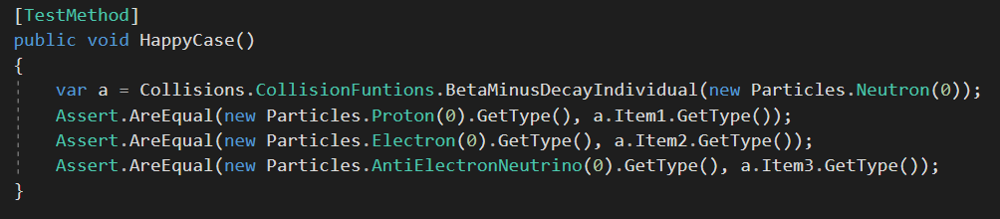 [TestMethod]
public void HappyCase()
{
var a = Collisions.CollisionFuntions.BetaMinusDecayIndividual(new Particles.Neutron(0));
Assert.AreEqual(new Particles.Proton(0).GetType(), a.Item1.GetType());
Assert.AreEqual(new Particles.Electron(0).GetType(), a.Item2.GetType());
Assert.AreEqual(new Particles.AntiElectronNeutrino(0).GetType(), a.Item3.GetType());
}